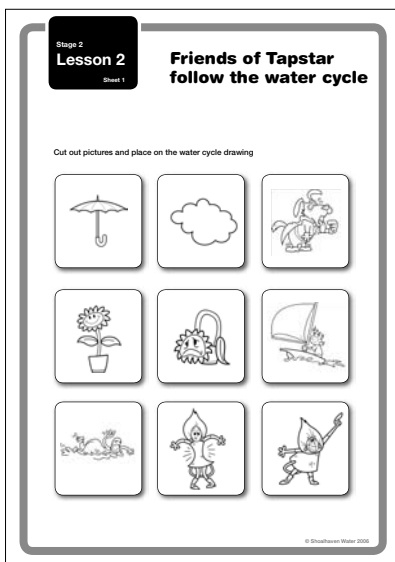 Stage 2
Lesson 2
Sheet 1
Friends of Tapstar
follow the water cycle
Cut out pictures and place on the water cycle drawing
© Shoalhaven Water 2006